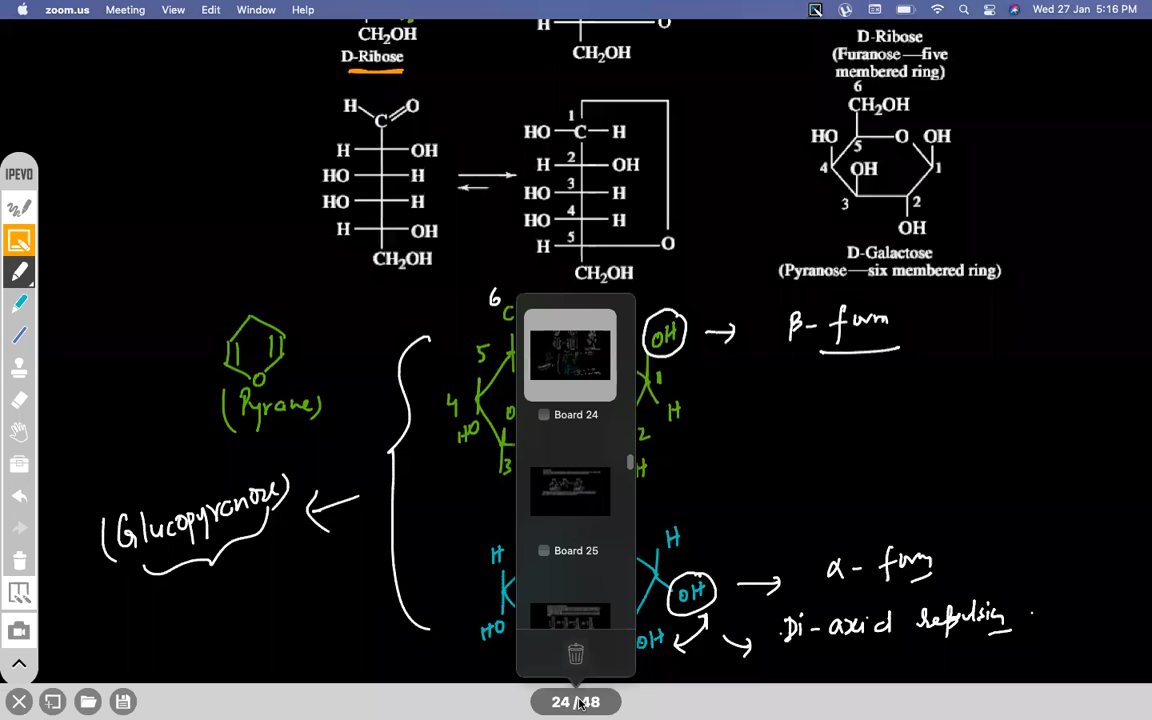 zoom.us Meeting View Edit Window Help
Wed 27 Jan 5:16 PM
CH₂OH
D-Ribose
O
CH₂OH
D-Ribose
(Furanose—five
membered ring)
IPEVO
H O
C
H OH
HO H
HO H
H OH
CH₂OH
1
HO C H
H 2 OH
HO 3 H
HO 4 H
H 5 O
CH₂OH
6
CH₂OH
HO 5 O OH
4 OH 1
3 2
OH
D-Galactose
(Pyranose—six membered ring)
O
(Pyrane)
(Glucopyranose)
6
C
5
4
HO
3
OH
1
H
2
H
β- form
H
HO
H
OH
OH
α- form
Di-axial repulsion
Board 24
Board 25
24 / 48